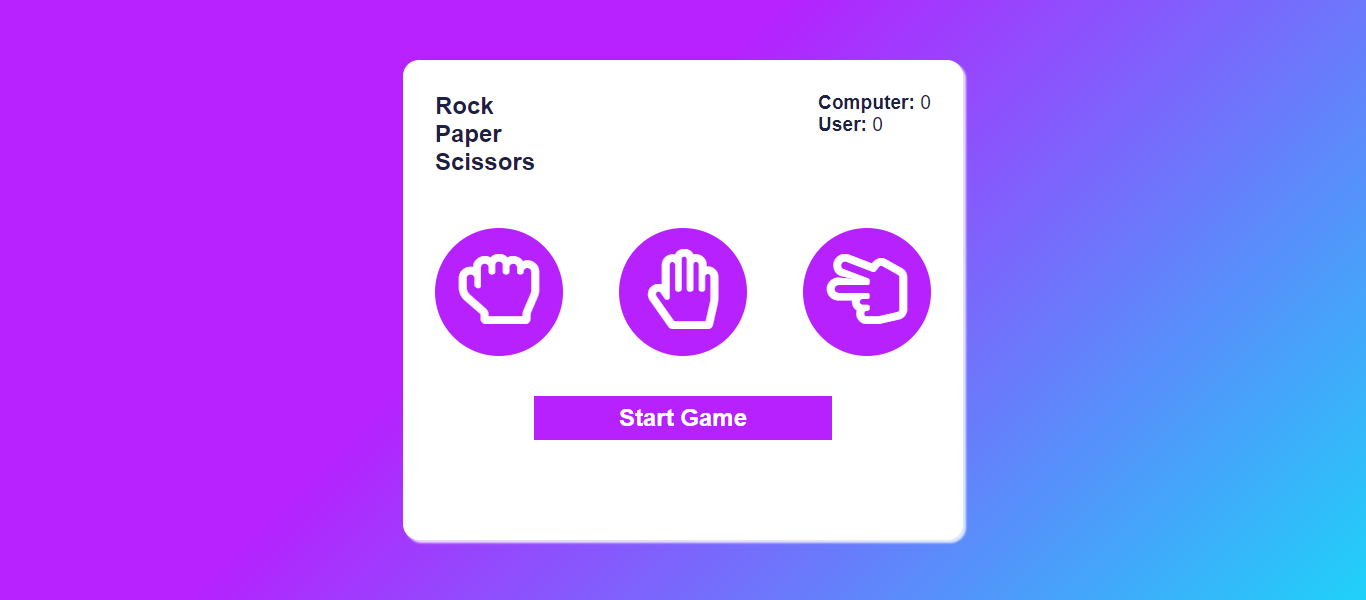 Rock
Paper
Scissors
Computer: 0
User: 0
Start Game